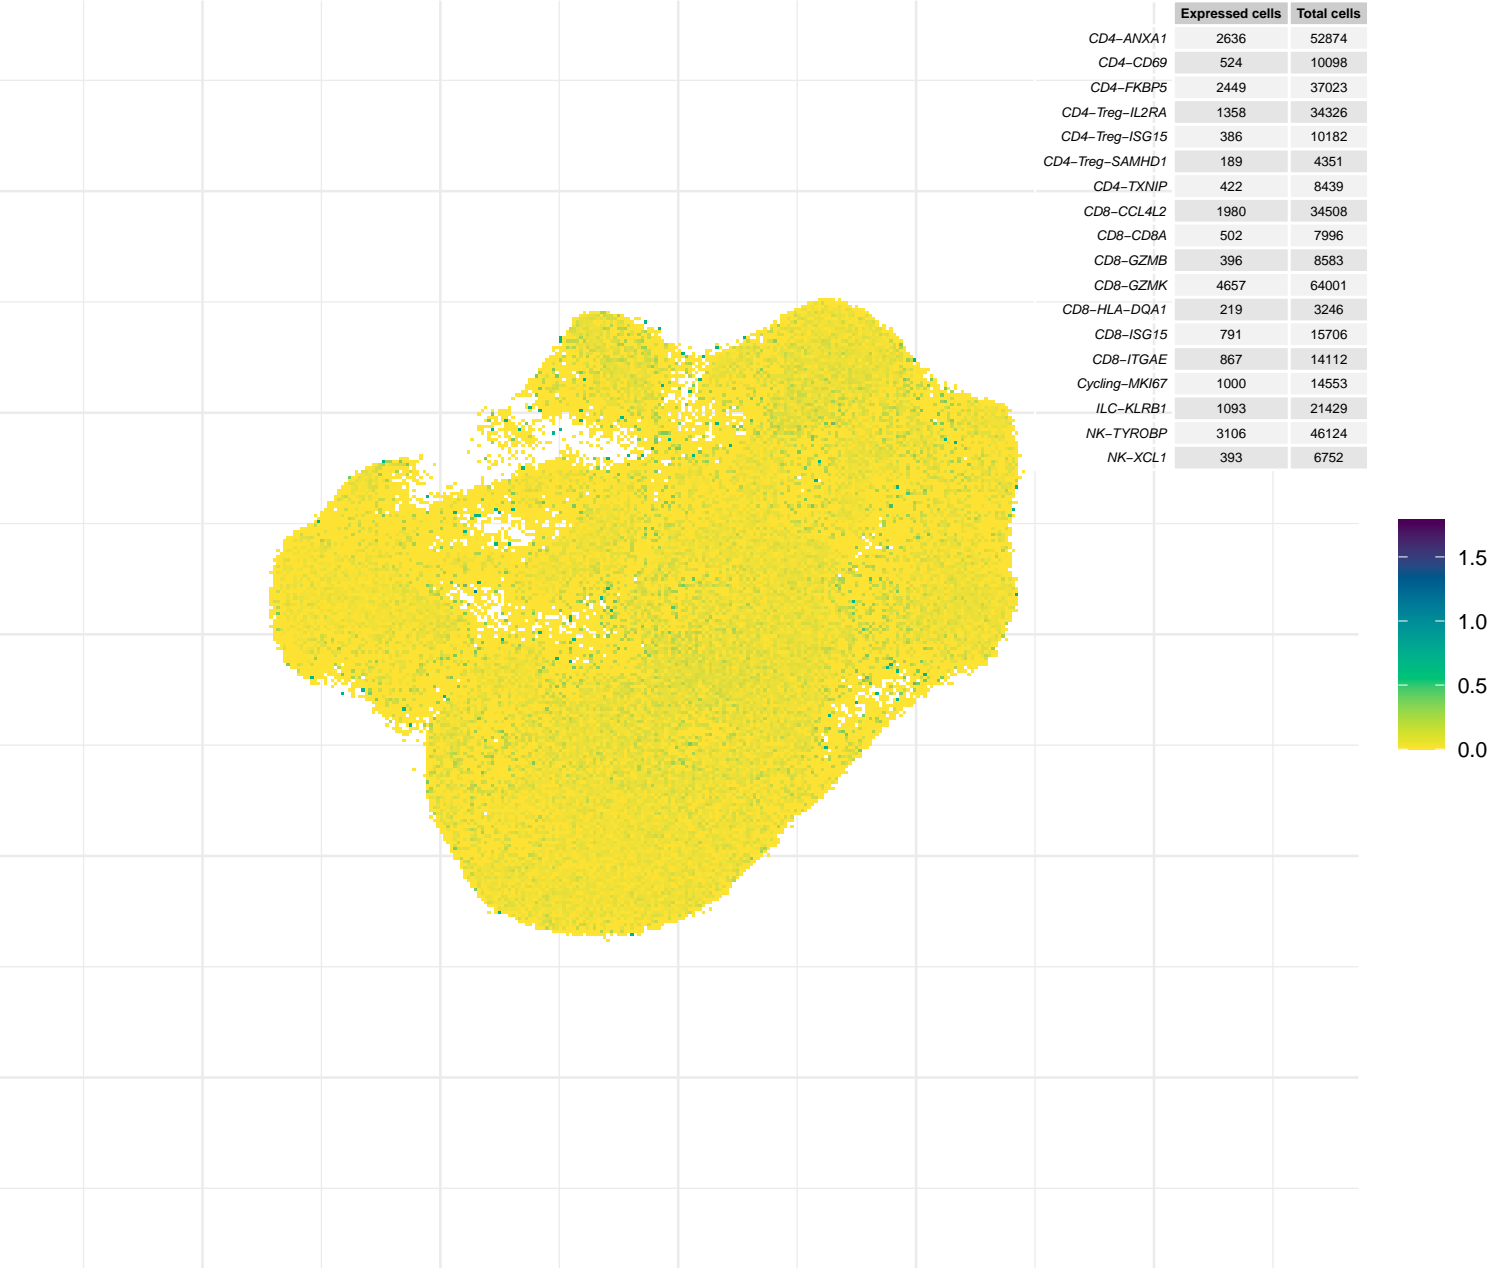 Expressed cells Total cells
CD4−ANXA1 2636 52874
CD4−CD69 524 10098
CD4−FKBP5 2449 37023
CD4−Treg−IL2RA 1358 34326
CD4−Treg−ISG15 386 10182
CD4−Treg−SAMHD1 189 4351
CD4−TXNIP 422 8439
CD8−CCL4L2 1980 34508
CD8−CD8A 502 7996
CD8−GZMB 396 8583
CD8−GZMK 4657 64001
CD8−HLA−DQA1 219 3246
CD8−ISG15 791 15706
CD8−ITGAE 867 14112
Cycling−MKI67 1000 14553
ILC−KLRB1 1093 21429
NK−TYROBP 3106 46124
NK−XCL1 393 6752
1.5
1.0
0.5
0.0